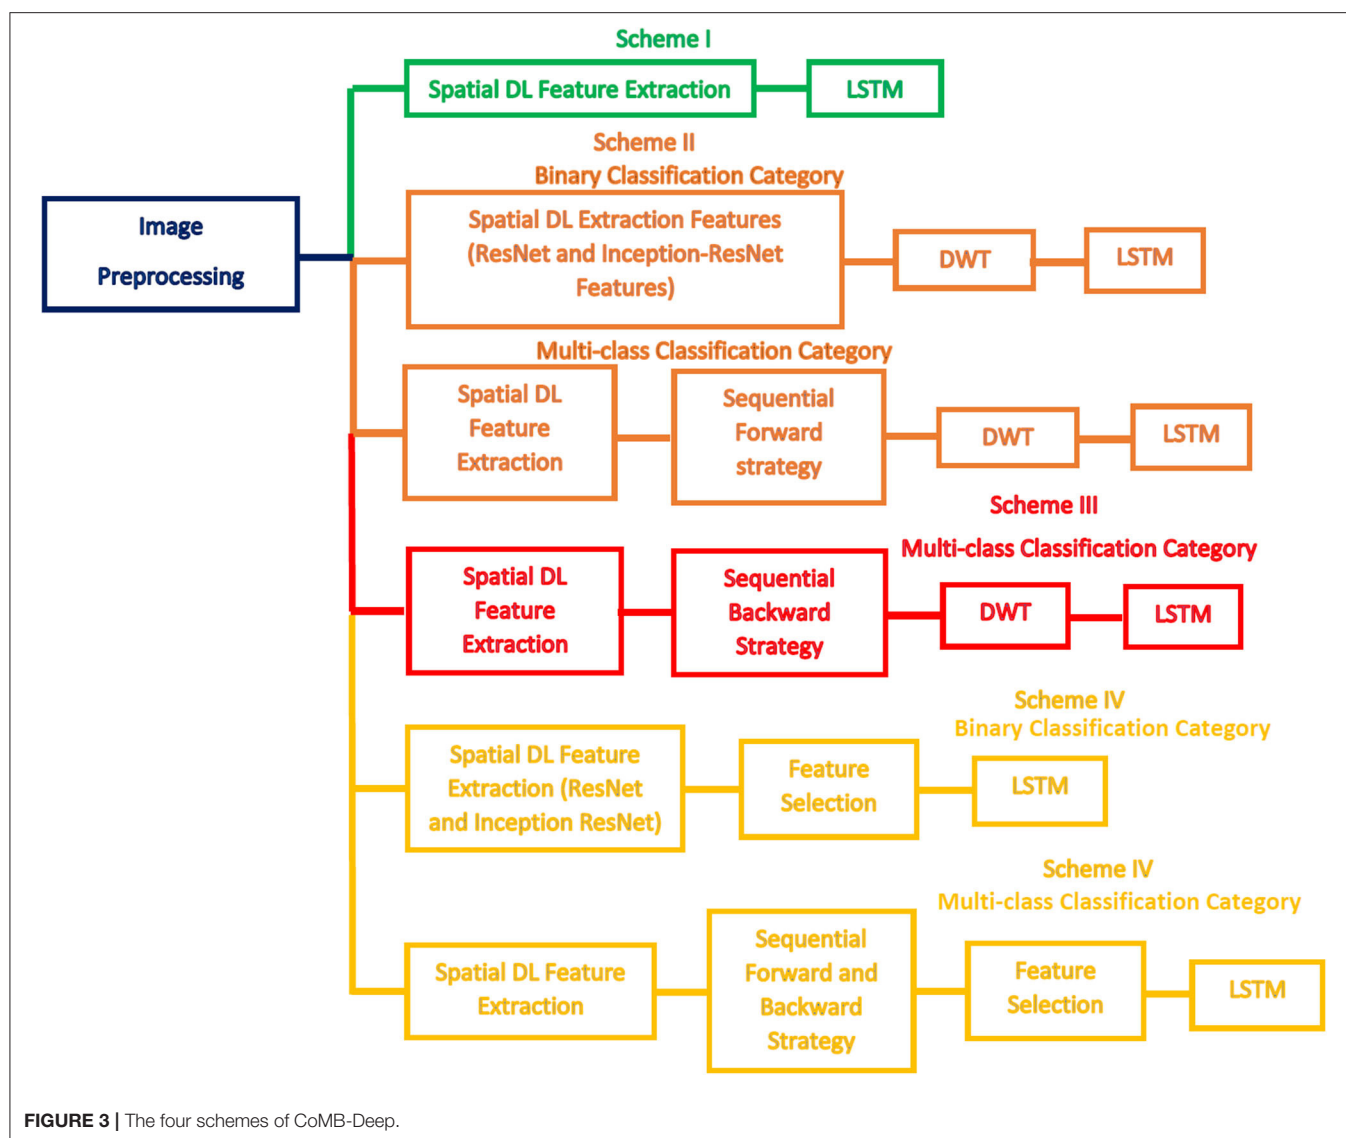 Scheme I
Spatial DL Feature Extraction
LSTM
Scheme II
Binary Classification Category
Image
Preprocessing
Spatial DL Extraction Features
(ResNet and Inception-ResNet
Features)
DWT
LSTM
Multi-class Classification Category
Spatial DL
Feature
Extraction
Sequential
Forward
strategy
DWT
LSTM
Scheme III
Multi-class Classification Category
Spatial DL
Feature
Extraction
Sequential
Backward
Strategy
DWT
LSTM
Scheme IV
Binary Classification Category
Spatial DL Feature
Extraction (ResNet
and Inception ResNet)
Feature
Selection
LSTM
Scheme IV
Multi-class Classification Category
Spatial DL Feature
Extraction
Sequential
Forward and
Backward
Strategy
Feature
Selection
LSTM
FIGURE 3 | The four schemes of CoMB-Deep.